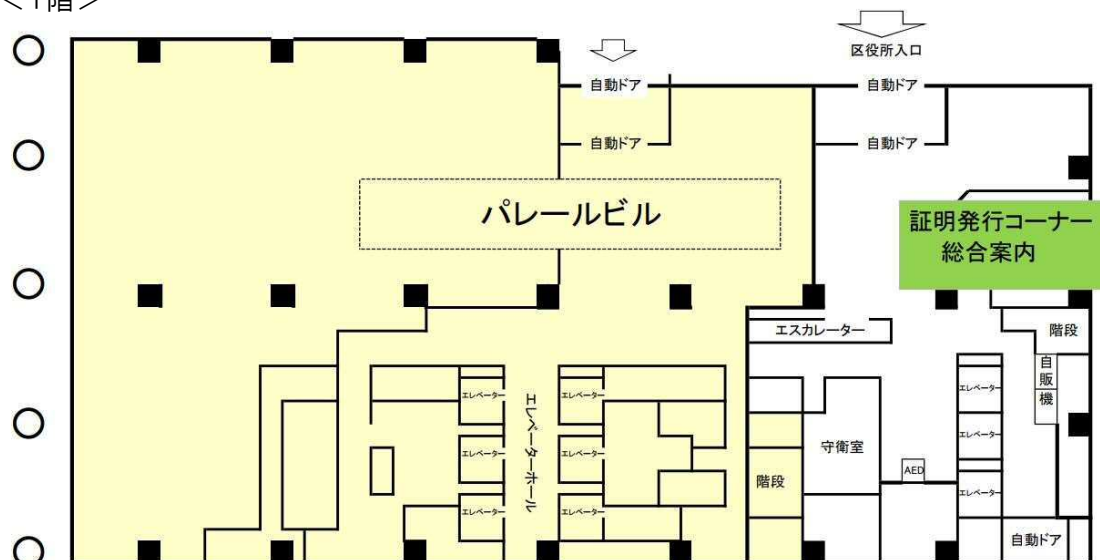 <1階>
区役所入口
自動ドア
自動ドア
自動ドア
自動ドア
パレールビル
証明発行コーナー
総合案内
エスカレーター
階段
自販機
エレベーター
エレベーター
エレベーター
エレベーターホール
エレベーター
エレベーター
エレベーター
階段
守衛室
AED
エレベーター
エレベーター
エレベーター
自動ドア